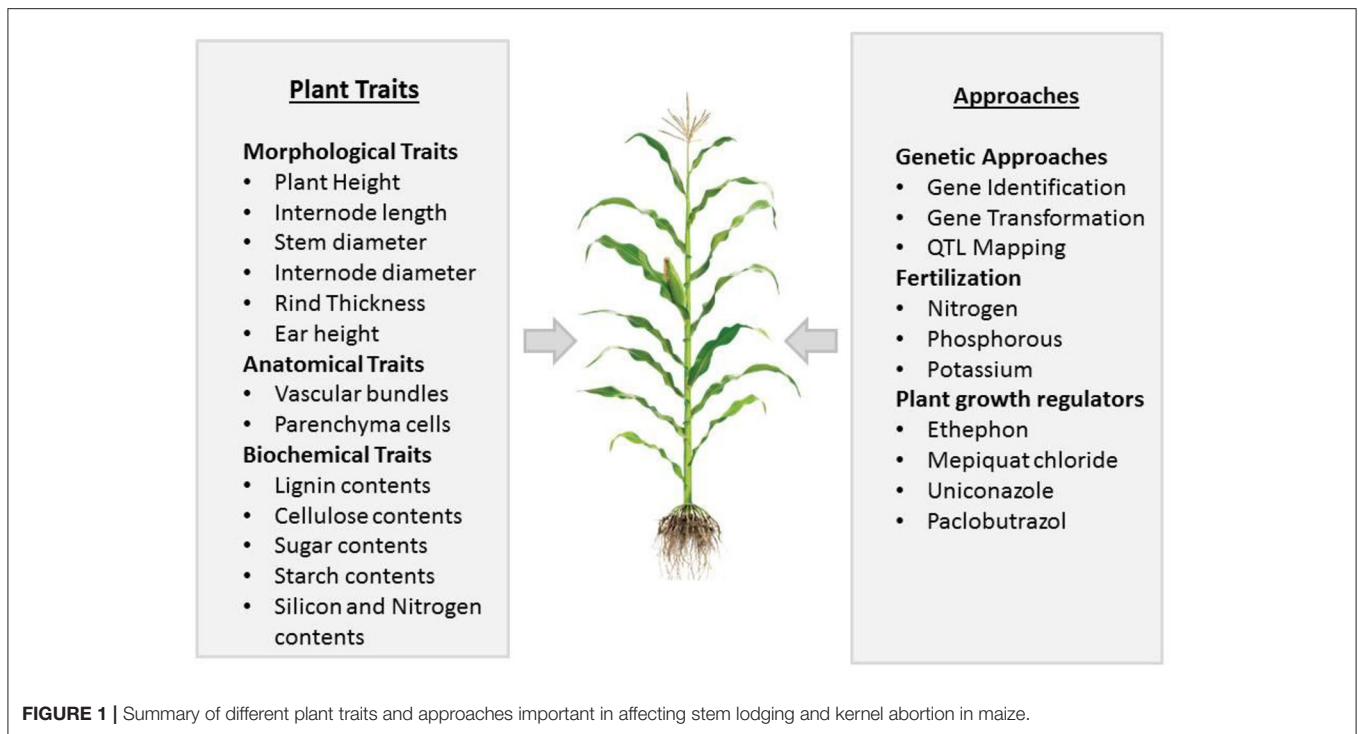 Plant Traits
Morphological Traits
• Plant Height
• Internode length
• Stem diameter
• Internode diameter
• Rind Thickness
• Ear height
Anatomical Traits
• Vascular bundles
• Parenchyma cells
Biochemical Traits
• Lignin contents
• Cellulose contents
• Sugar contents
• Starch contents
• Silicon and Nitrogen
contents
Approaches
Genetic Approaches
• Gene Identification
• Gene Transformation
• QTL Mapping
Fertilization
• Nitrogen
• Phosphorous
• Potassium
Plant growth regulators
• Ethephon
• Mepiquat chloride
• Uniconazole
• Paclobutrazol
FIGURE 1 | Summary of different plant traits and approaches important in affecting stem lodging and kernel abortion in maize.